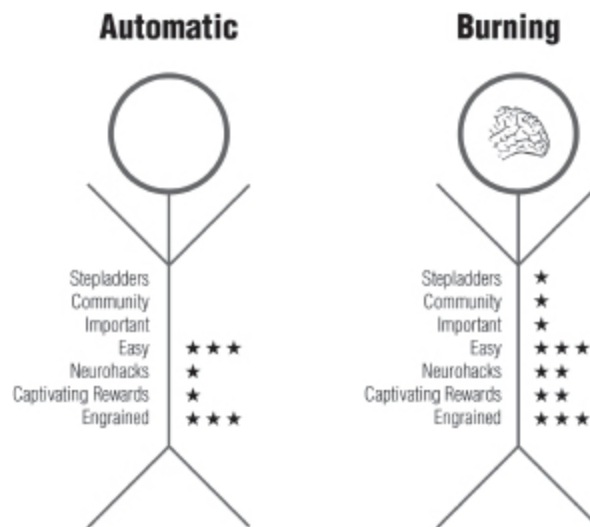 Automatic
Stepladders
Community
Important
Easy ★ ★ ★
Neurohacks ★
Captivating Rewards ★
Engrained ★ ★ ★
Burning
Stepladders ★
Community ★
Important ★
Easy ★ ★ ★
Neurohacks ★ ★
Captivating Rewards ★ ★
Engrained ★ ★ ★